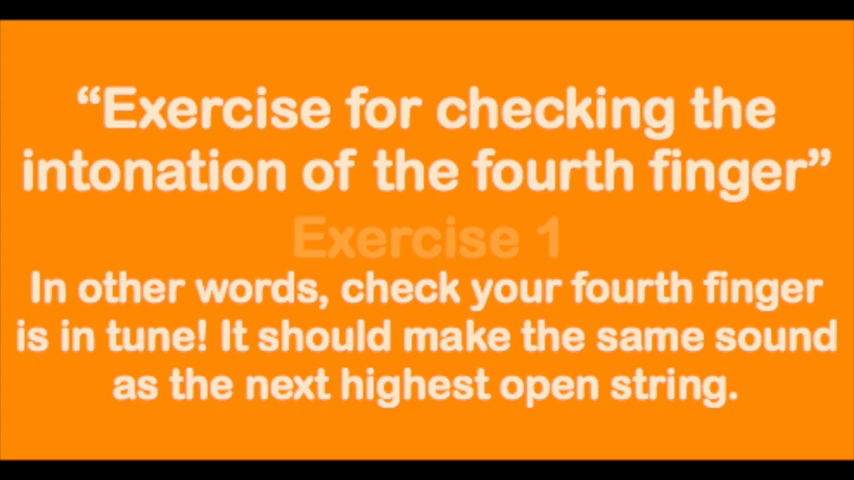 “Exercise for checking the
intonation of the fourth finger”
Exercise 1
In other words, check your fourth finger
is in tune! It should make the same sound
as the next highest open string.